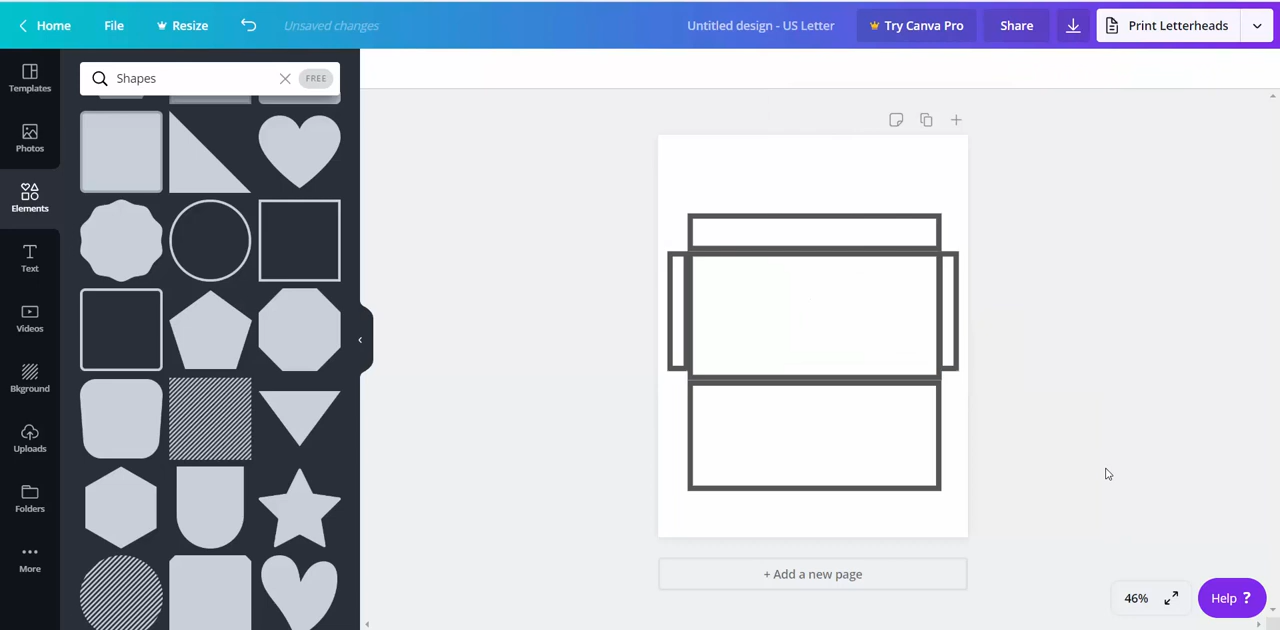 Home File Resize Unsaved changes Untitled design - US Letter Try Canva Pro Share Print Letterheads
Templates
Photos
Elements
Text
Videos
Bkground
Uploads
Folders
More
Shapes FREE
+ Add a new page
46% Help ?